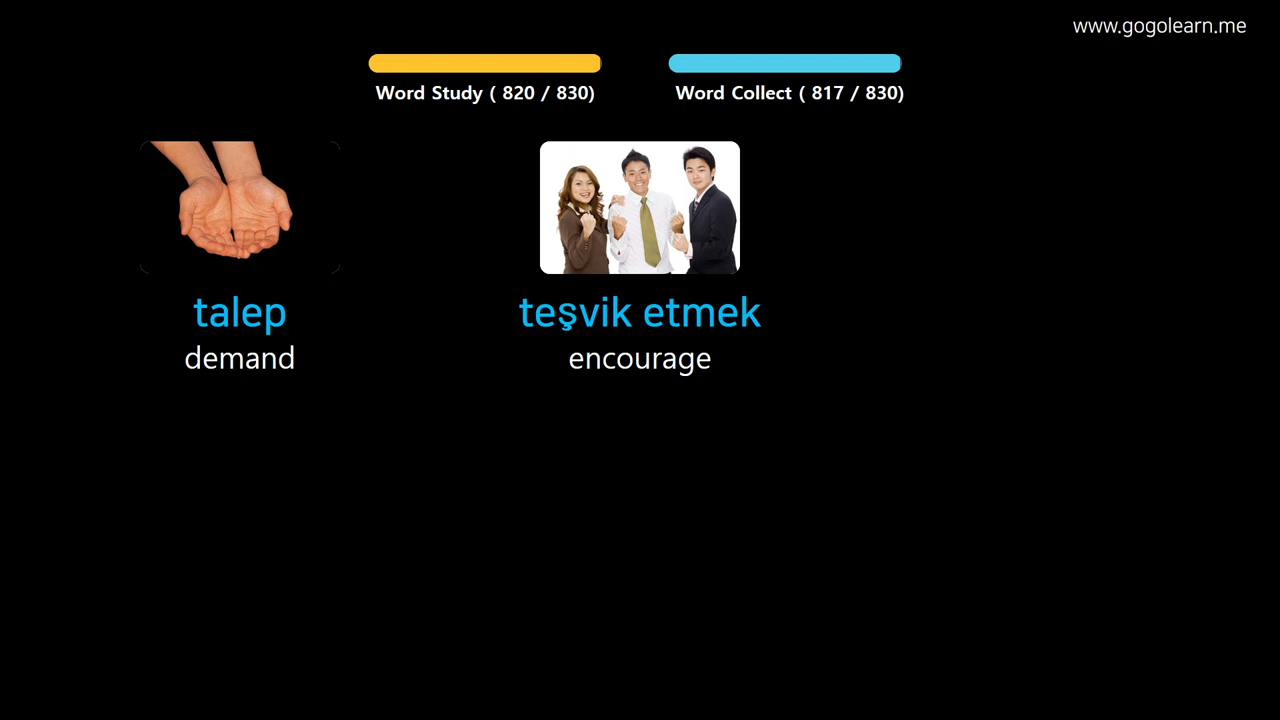 www.gogolearn.me
Word Study ( 820 / 830)
Word Collect ( 817 / 830)
talep
demand
teşvik etmek
encourage